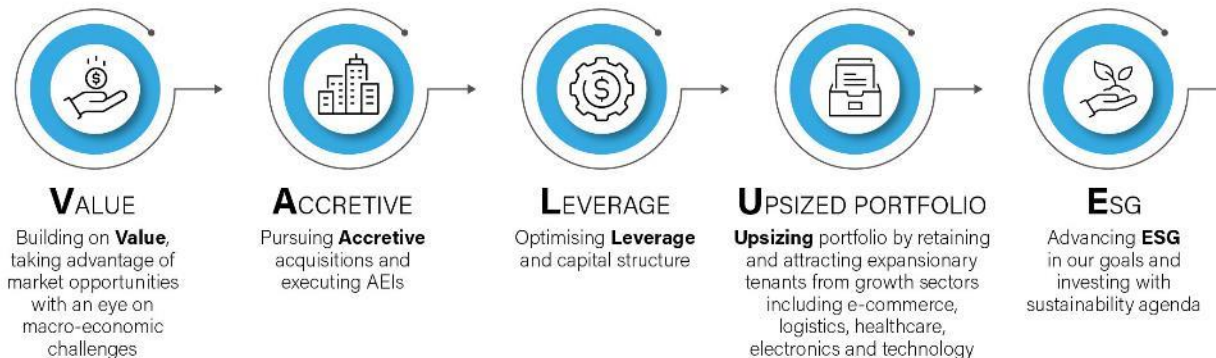 VALUE
Building on Value,
taking advantage of
market opportunities
with an eye on
macro-economic
challenges
ACCRETIVE
Pursuing Accretive
acquisitions and
executing AEIs
LEVERAGE
Optimising Leverage
and capital structure
UPSIZED PORTFOLIO
Upsizing portfolio by retaining
and attracting expansionary
tenants from growth sectors
including e-commerce,
logistics, healthcare,
electronics and technology
ESG
Advancing ESG
in our goals and
investing with
sustainability agenda